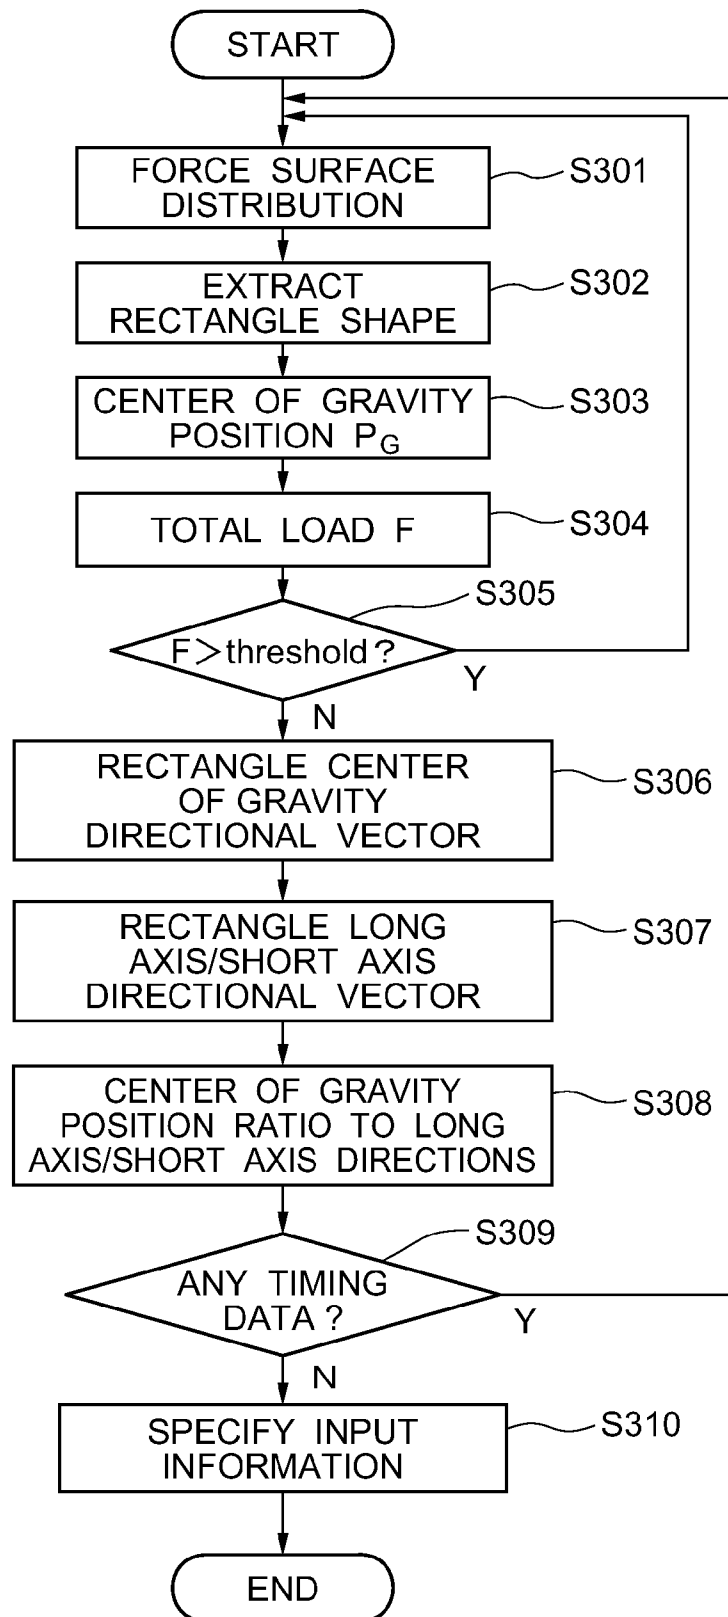 START
FORCE SURFACE
DISTRIBUTION
S301
EXTRACT
RECTANGLE SHAPE
S302
CENTER OF GRAVITY
POSITION PG
S303
TOTAL LOAD F
S304
S305
F>threshold?
Y
N
RECTANGLE CENTER
OF GRAVITY
DIRECTIONAL VECTOR
S306
RECTANGLE LONG
AXIS/SHORT AXIS
DIRECTIONAL VECTOR
S307
CENTER OF GRAVITY
POSITION RATIO TO LONG
AXIS/SHORT AXIS DIRECTIONS
S308
S309
ANY TIMING
DATA?
Y
N
SPECIFY INPUT
INFORMATION
S310
END